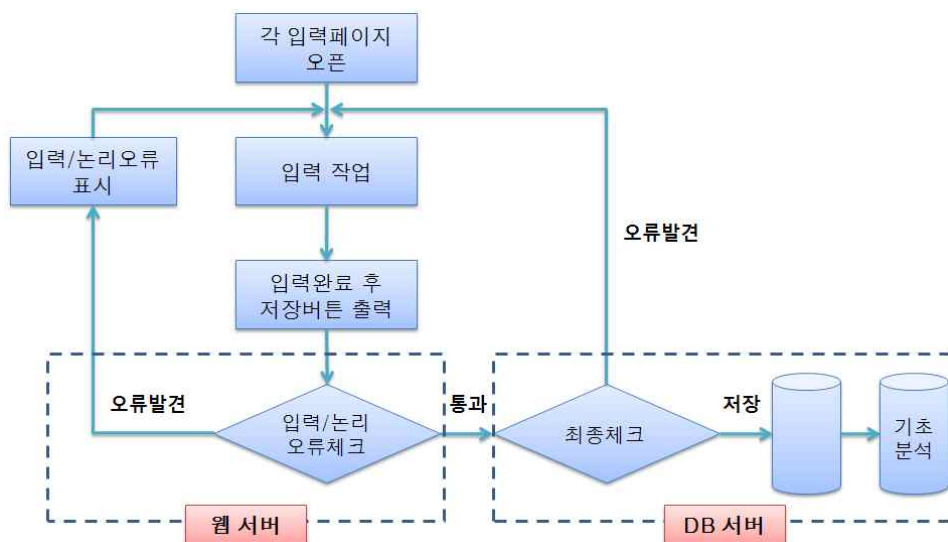 각 입력페이지
오픈
입력/논리오류
표시
입력 작업
오류발견
입력완료 후
저장버튼 출력
오류발견
입력/논리
오류체크
통과
최종체크
저장
기초
분석
웹 서버
DB 서버